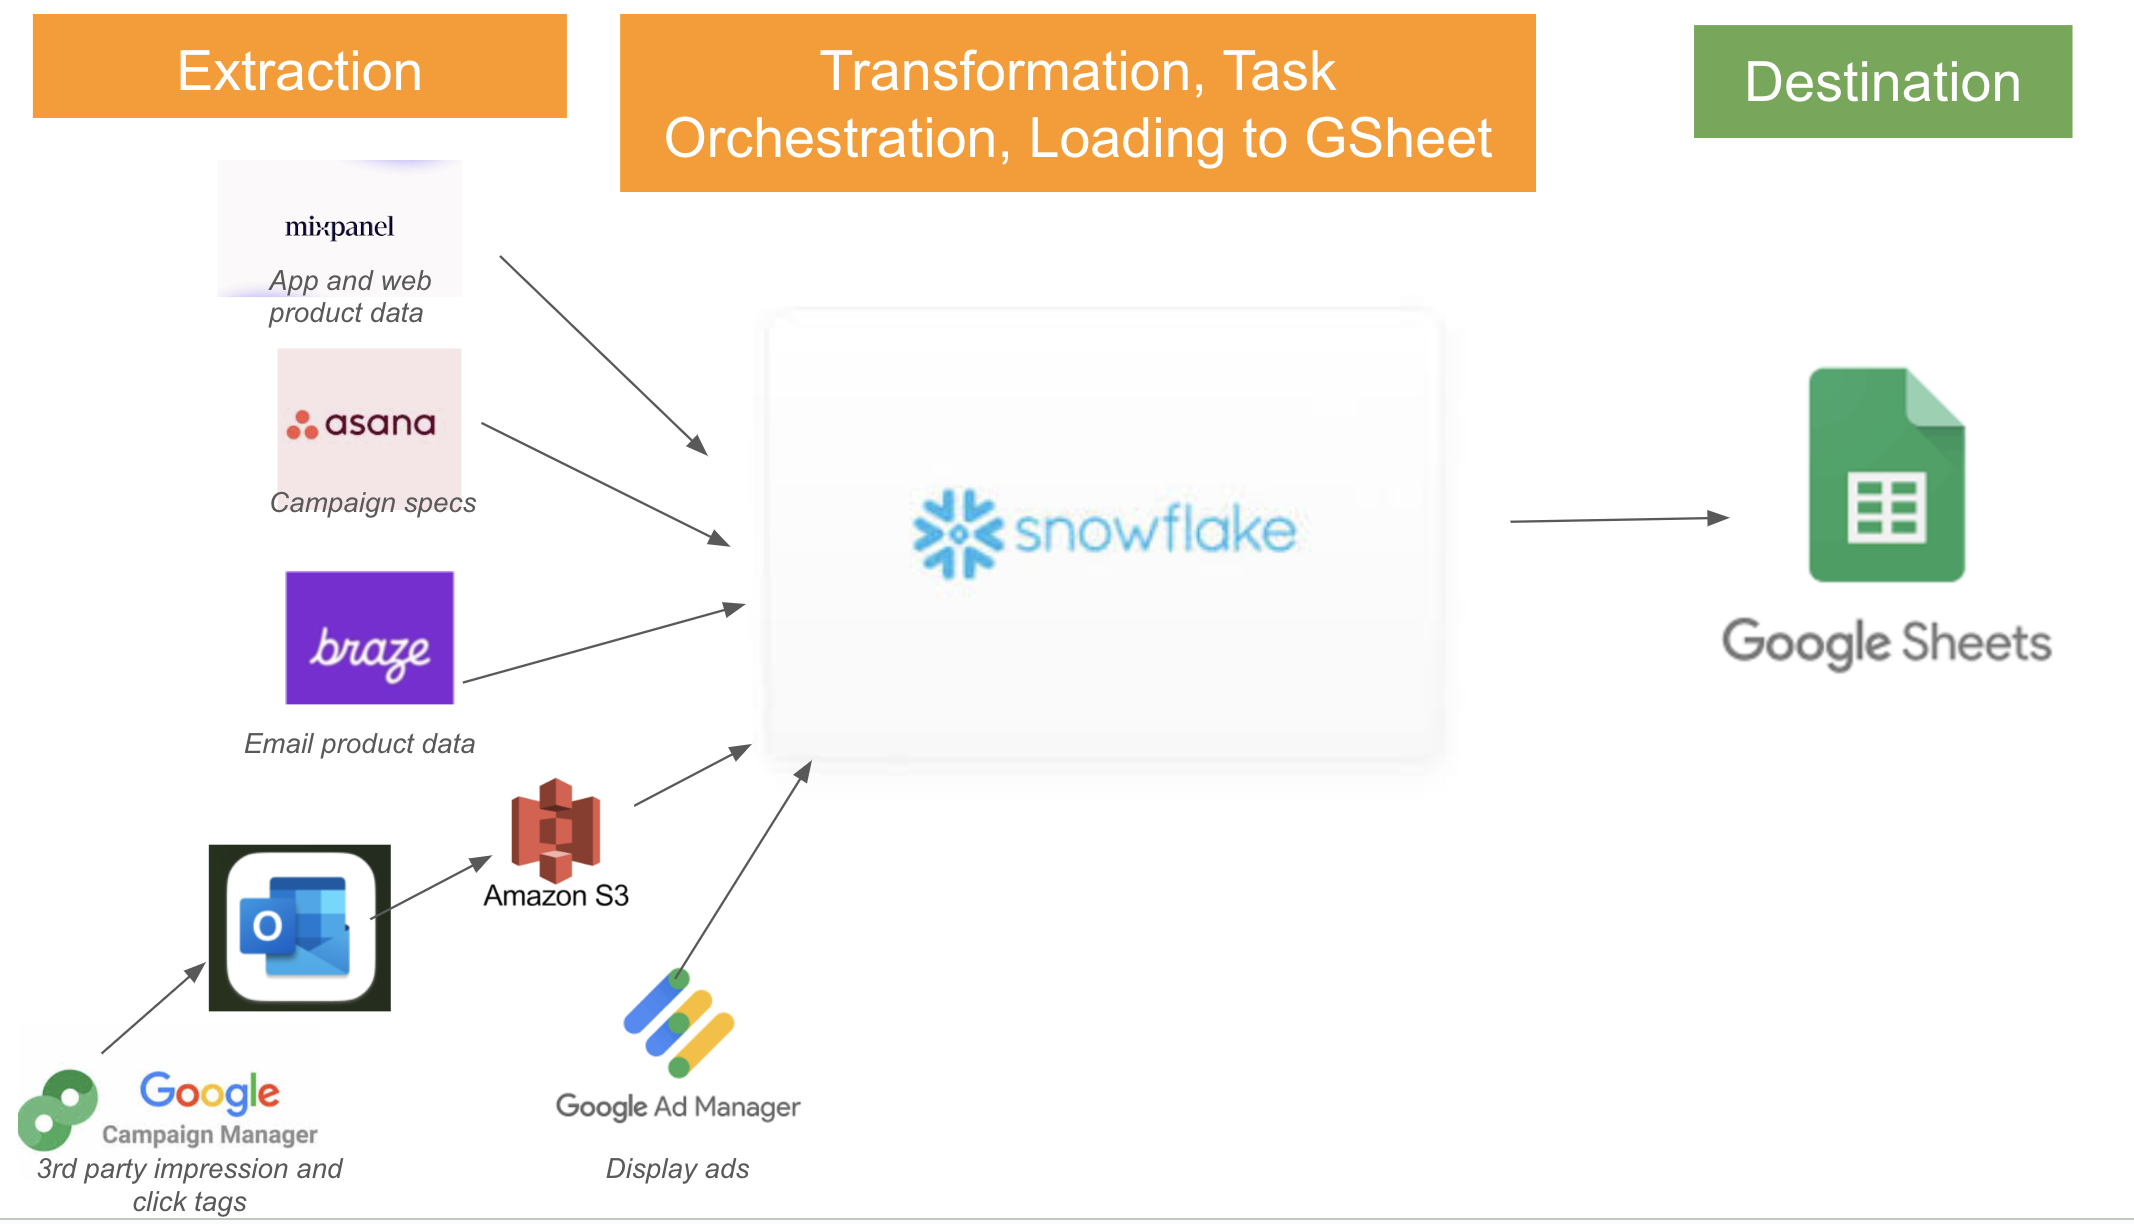 Extraction
Transformation, Task
Orchestration, Loading to GSheet
Destination
mixpanel
App and web
product data
asana
Campaign specs
braze
Email product data
snowflake
Google Sheets
O
Amazon S3
Google
Campaign Manager
3rd party impression and
click tags
Google Ad Manager
Display ads